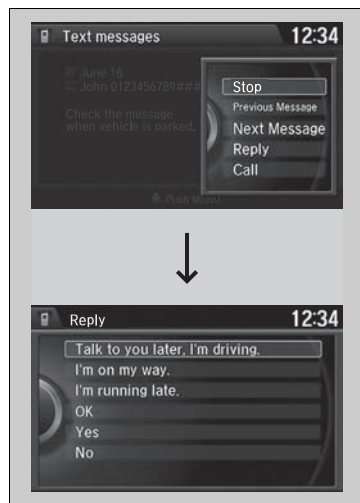 Text messages 12:34
June 16
John 0123456789###
Check the message
when vehicle is parked.
Stop
Previous Message
Next Message
Reply
Call
Push Menu
Reply 12:34
Talk to you later, I'm driving.
I'm on my way.
I'm running late.
OK
Yes
No